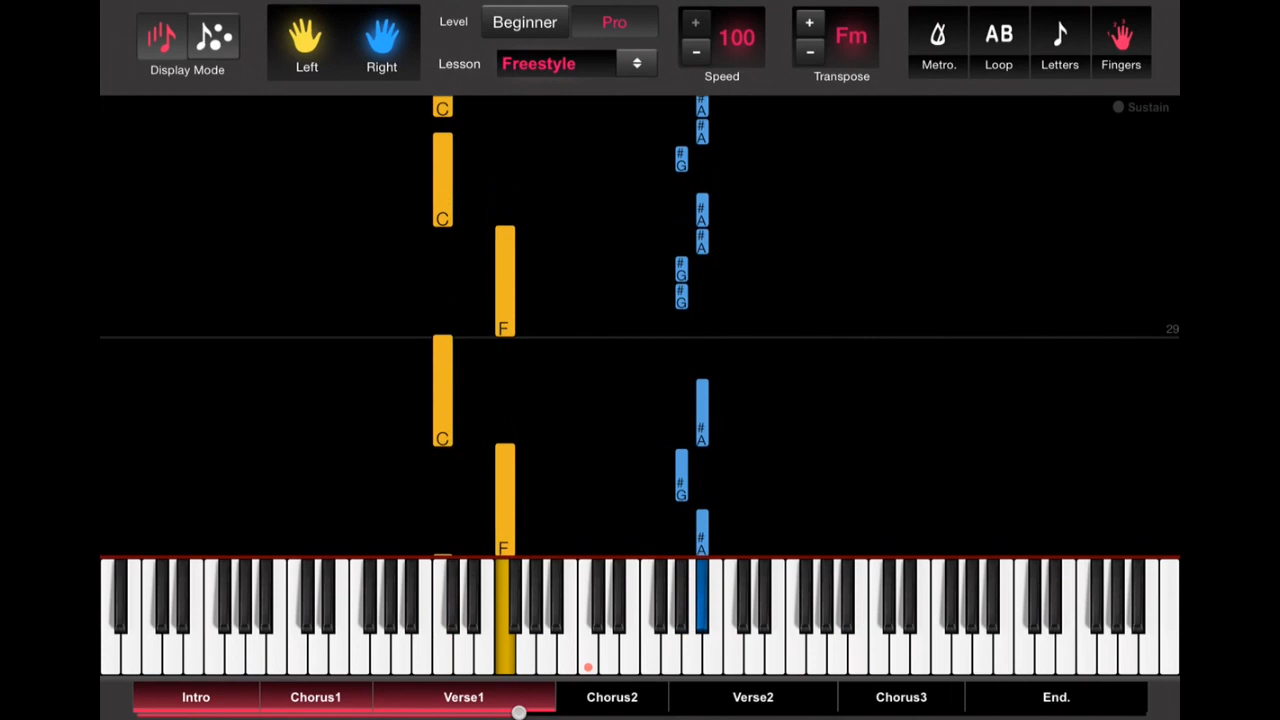 Level Beginner Pro
+ 100 + Fm
AB
Left Right
Lesson Freestyle
- -
Display Mode Speed Transpose Metro. Loop Letters Fingers
Sustain
C # A
# A
# G
C # A
# A
# G
# G
F
29
C # A
# G
F # A
Intro Chorus1 Verse1 Chorus2 Verse2 Chorus3 End.